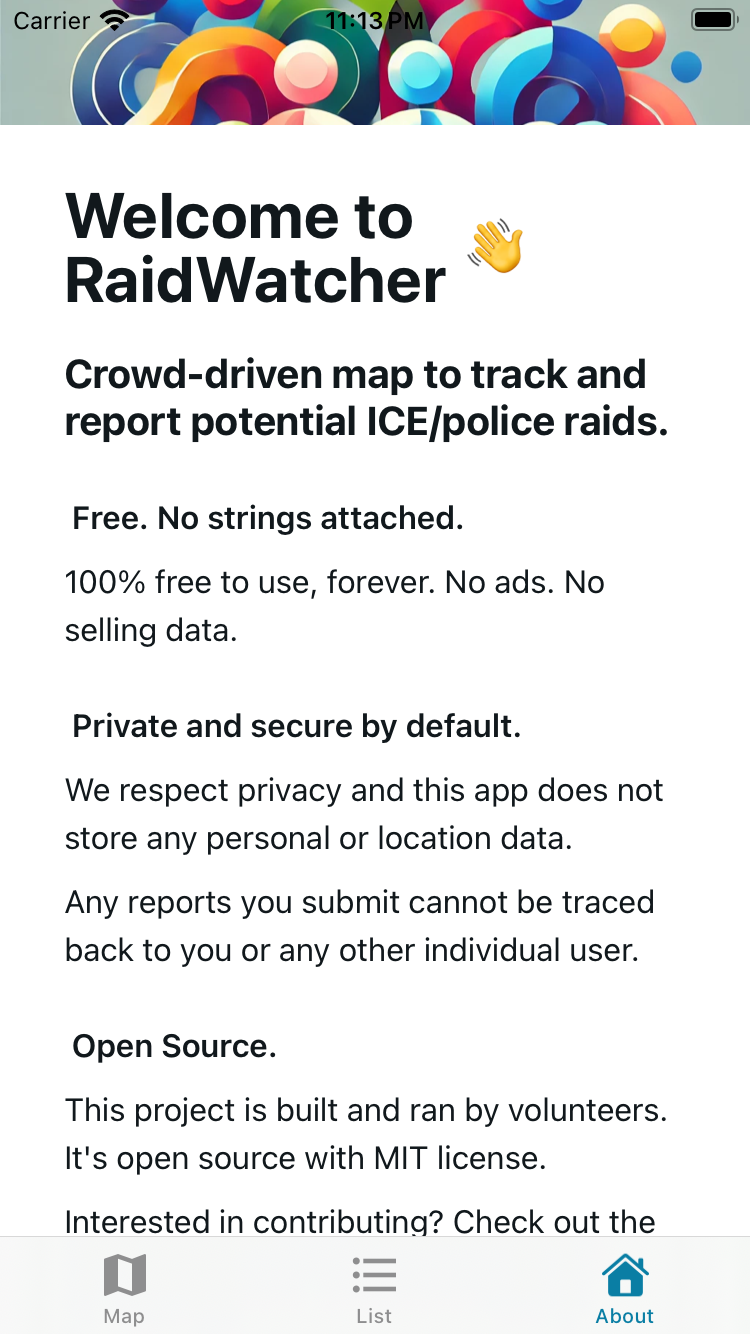 Carrier 11:13 PM
Welcome to
RaidWatcher 👋
Crowd-driven map to track and
report potential ICE/police raids.
Free. No strings attached.
100% free to use, forever. No ads. No
selling data.
Private and secure by default.
We respect privacy and this app does not
store any personal or location data.
Any reports you submit cannot be traced
back to you or any other individual user.
Open Source.
This project is built and ran by volunteers.
It's open source with MIT license.
Interested in contributing? Check out the
Map List About